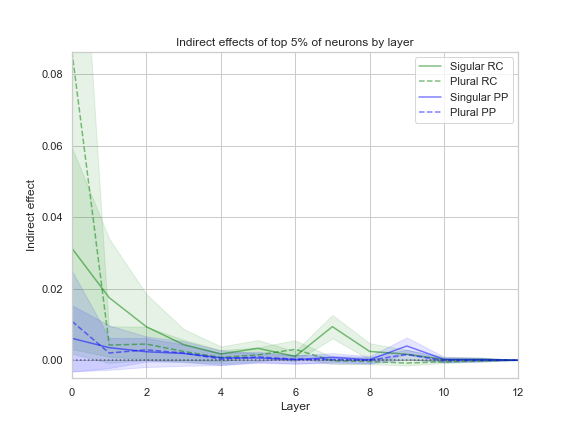 Indirect effects of top 5% of neurons by layer
Sigular RC
Plural RC
Singular PP
Plural PP
Indirect effect
0.08
0.06
0.04
0.02
0.00
0 2 4 6 8 10 12
Layer